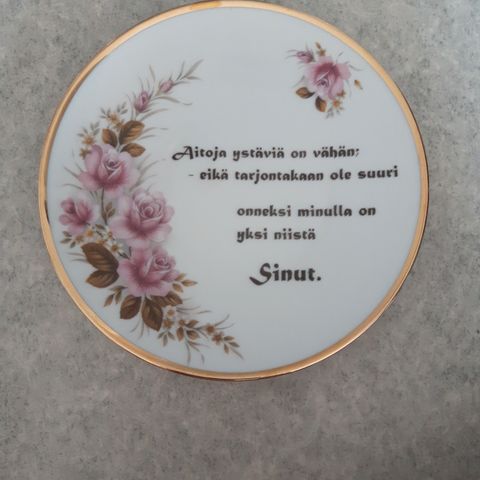 Aitoja ystäviä on vähän;
- eikä tarjontakaan ole suuri
onneksi minulla on
yksi niistä
Sinut.